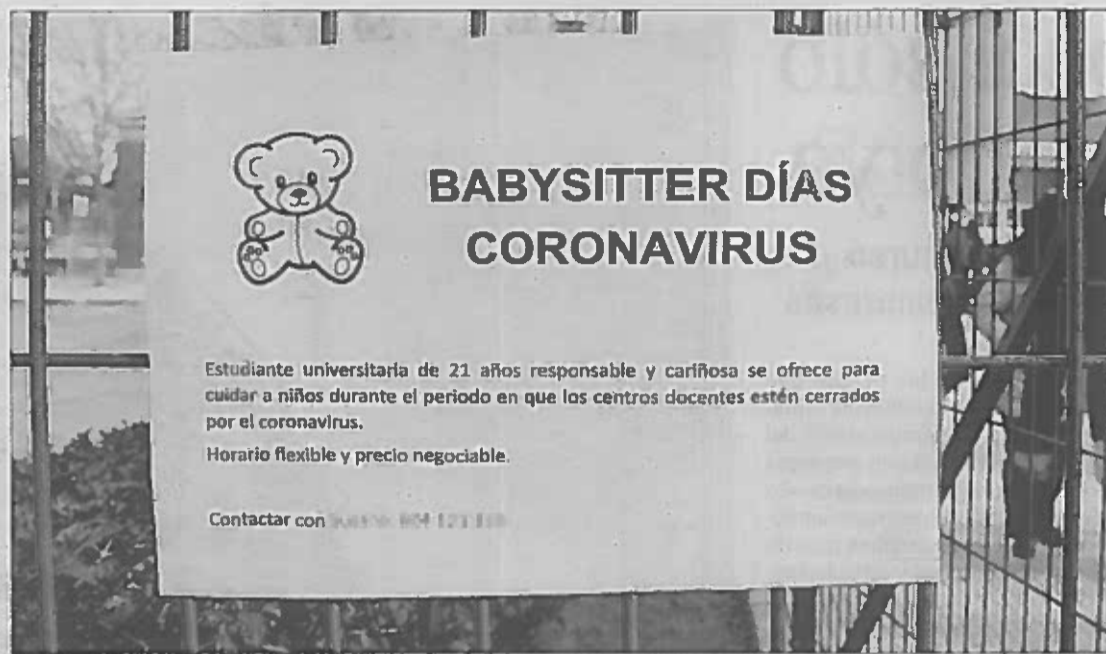 BABYSITTER DÍAS
CORONAVIRUS
Estudiante universitaria de 21 años responsable y cariñosa se ofrece para
cuidar a niños durante el periodo en que los centros docentes estén cerrados
por el coronavirus.
Horario flexible y precio negociable.
Contactar con